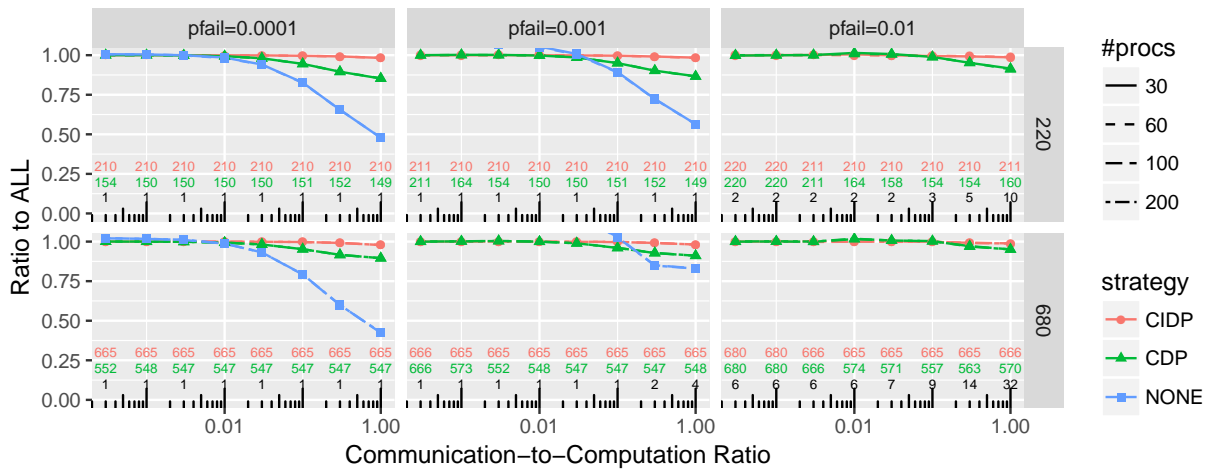 pfail=0.0001 pfail=0.001 pfail=0.01
#procs
30
60
100
200
strategy
CIDP
CDP
NONE
Ratio to ALL
1.00
0.75
0.50
0.25
0.00
220
210 210 210 210 210 210 210 210
154 150 150 150 150 151 152 149
1 1 1 1 1 1 1 1
211 210 210 210 210 210 210 210
211 164 154 150 150 151 152 149
1 1 1 1 1 1 1 1
220 220 211 210 210 210 210 211
220 220 211 164 158 154 154 160
2 2 2 2 2 3 5 10
1.00
0.75
0.50
0.25
0.00
680
665 665 665 665 665 665 665 665
552 548 547 547 547 547 547 547
1 1 1 1 1 1 1 1
666 665 665 665 665 665 665 665
666 573 552 548 547 547 547 548
1 1 1 1 1 1 2 4
680 680 666 665 665 665 665 666
680 680 666 574 571 557 563 570
6 6 6 6 7 9 14 32
0.01 1.00 0.01 1.00 0.01 1.00
Communication−to−Computation Ratio